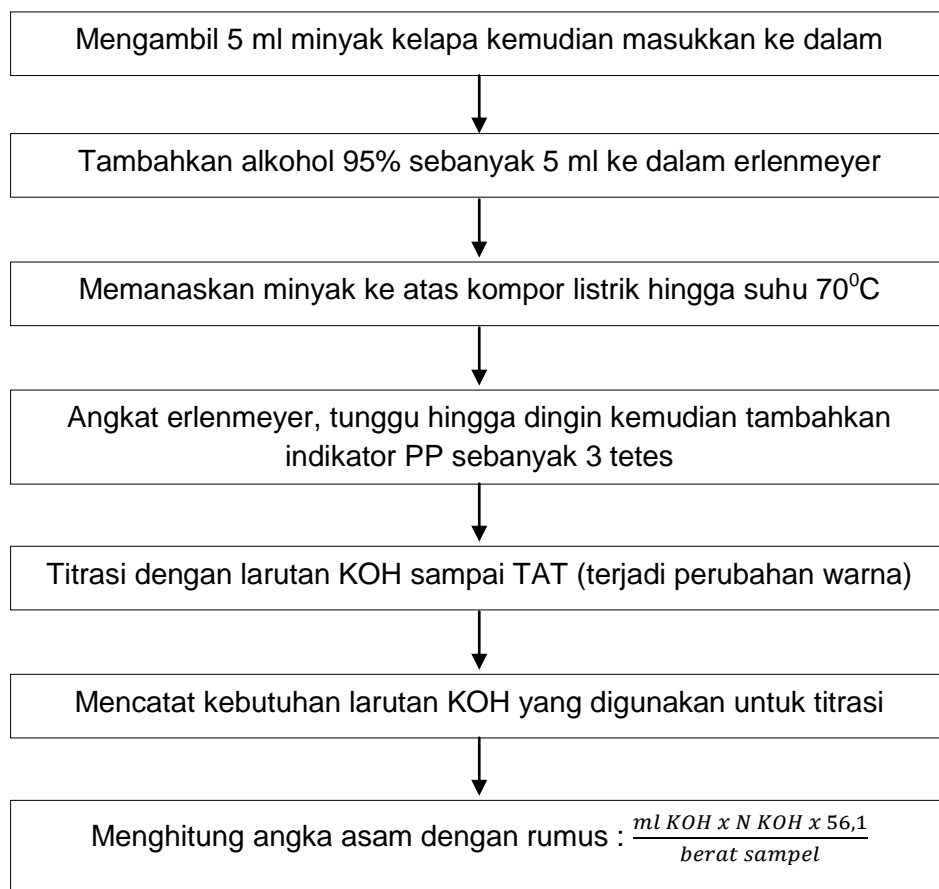 Mengambil 5 ml minyak kelapa kemudian masukkan ke dalam
Tambahkan alkohol 95% sebanyak 5 ml ke dalam erlenmeyer
Memanaskan minyak ke atas kompor listrik hingga suhu 70⁰C
Angkat erlenmeyer, tunggu hingga dingin kemudian tambahkan
indikator PP sebanyak 3 tetes
Titrasi dengan larutan KOH sampai TAT (terjadi perubahan warna)
Mencatat kebutuhan larutan KOH yang digunakan untuk titrasi
Menghitung angka asam dengan rumus : ml KOH x N KOH x 56,1
berat sampel